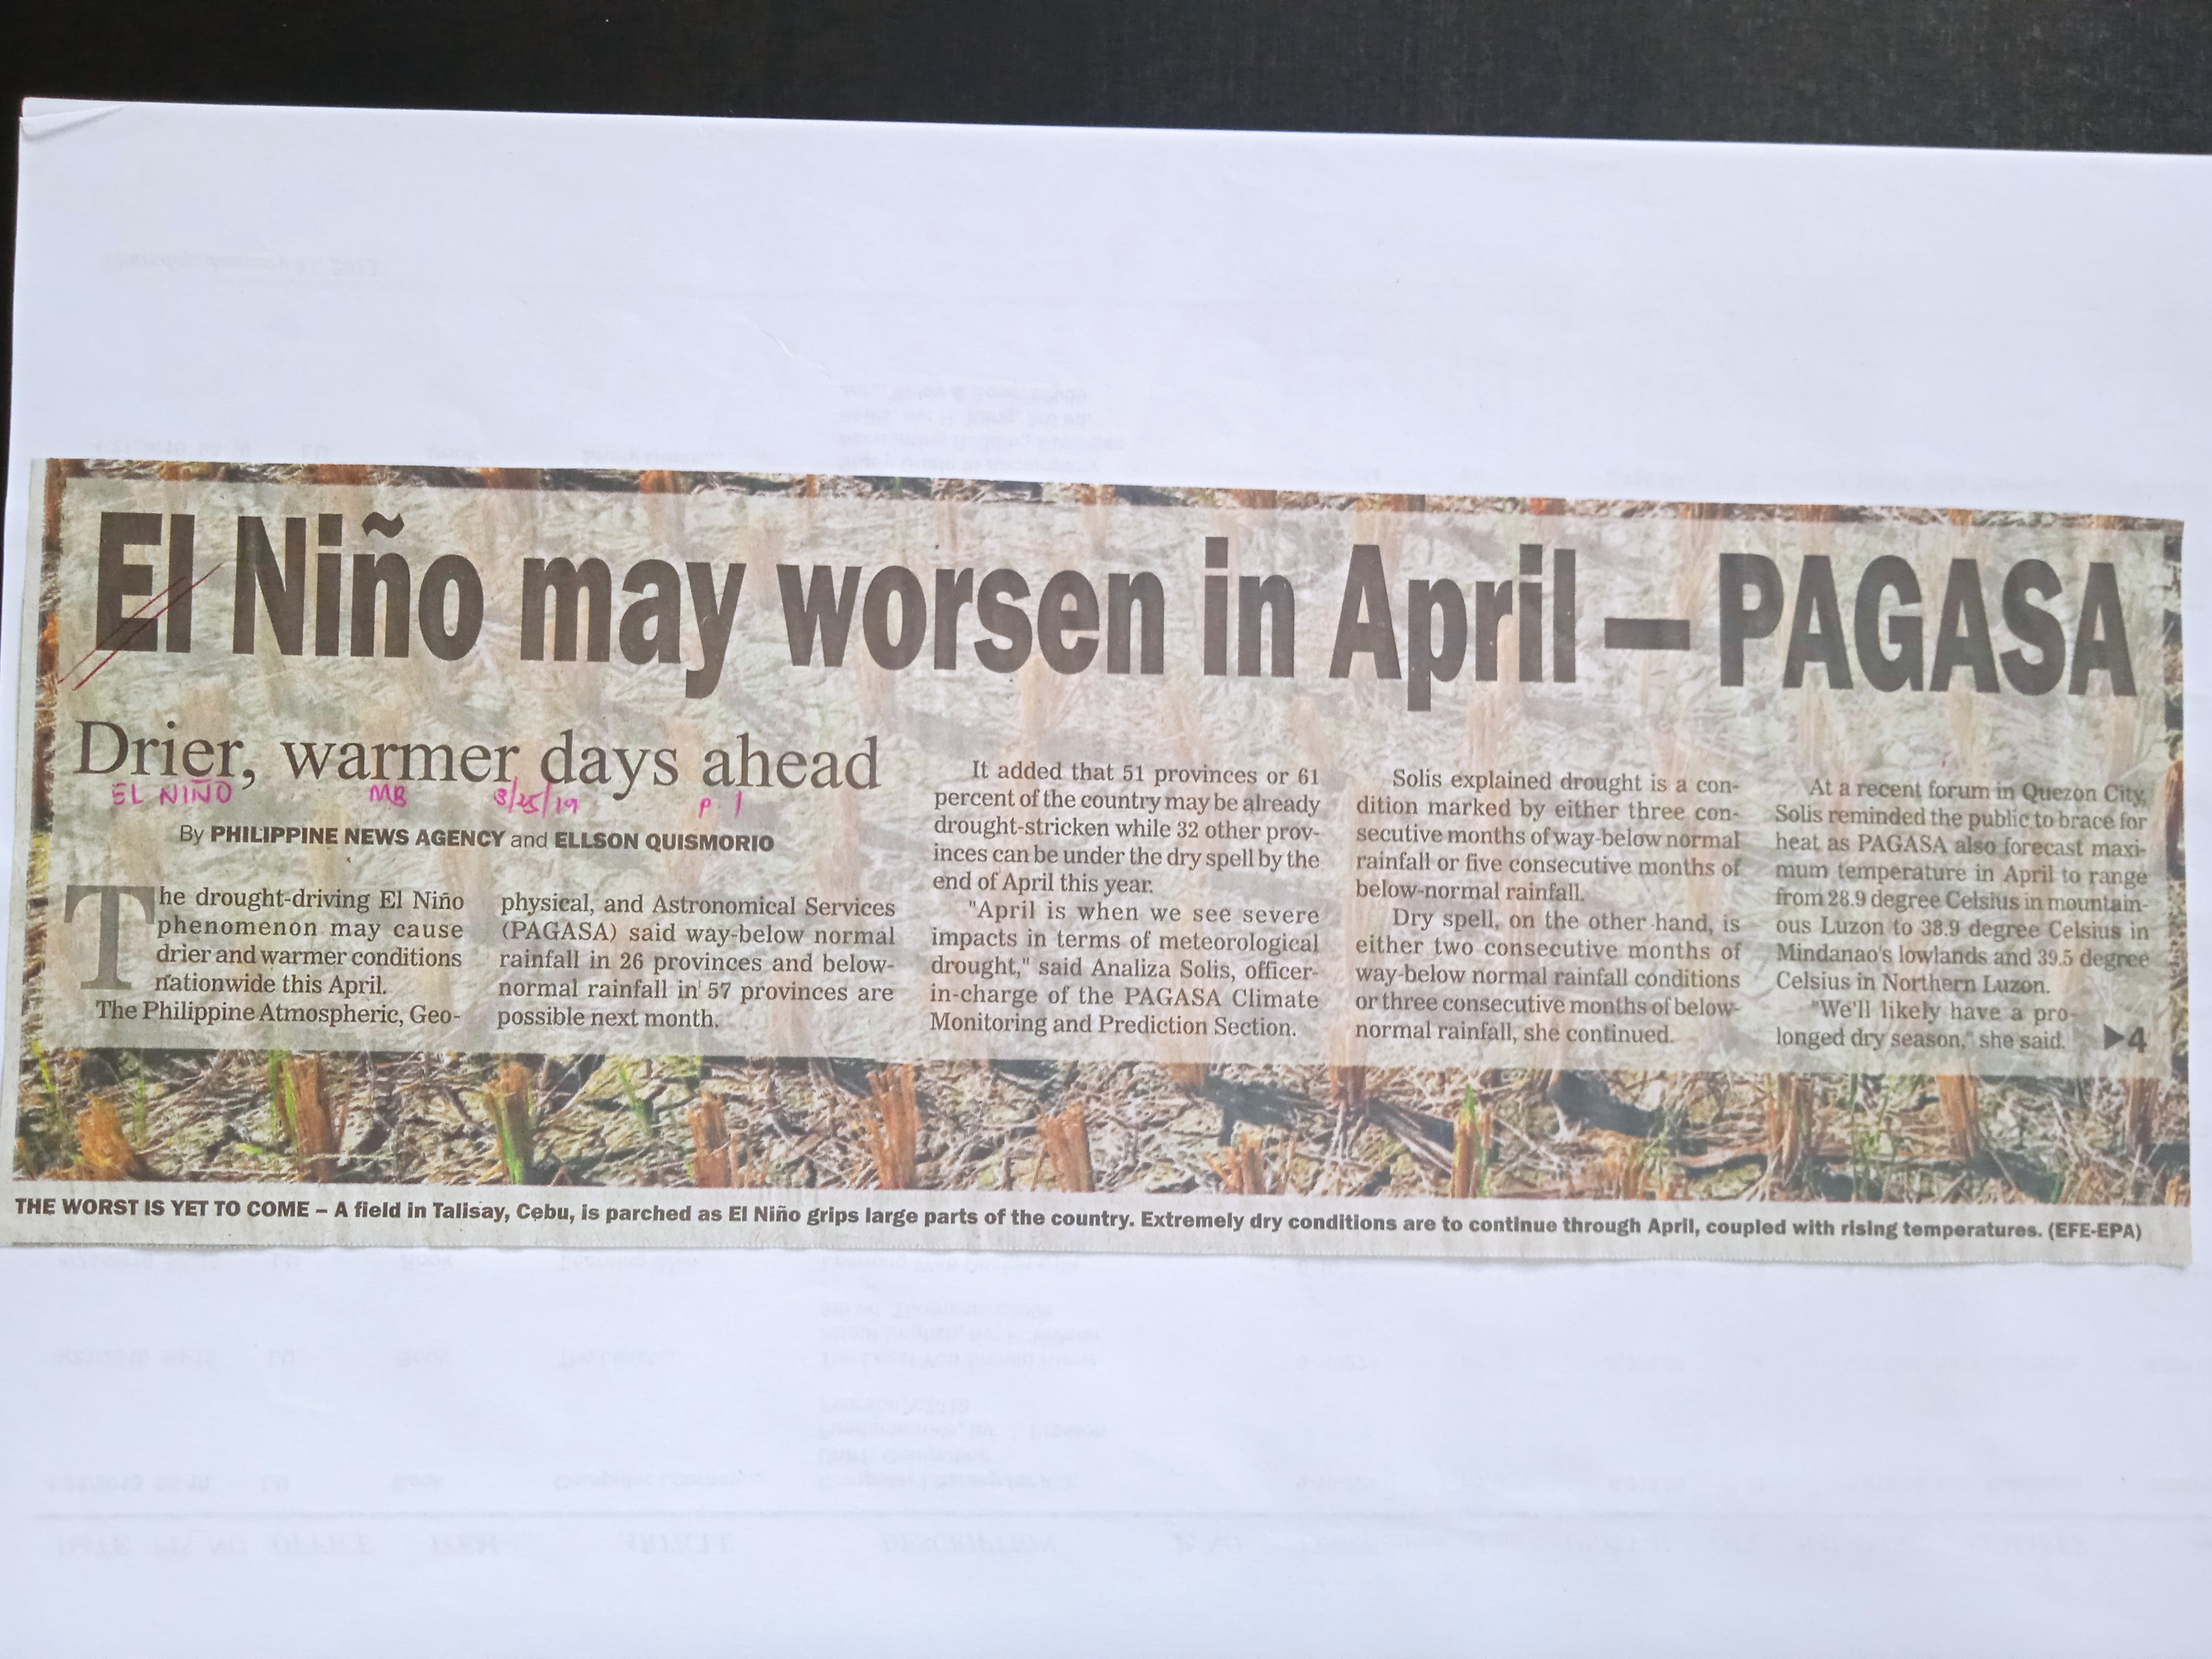 El Niño may worsen in April — PAGASA
Drier, warmer days ahead
EL NIÑO MB 3/25/19 P. 1
By PHILIPPINE NEWS AGENCY and ELLSON QUISMORIO
The drought-driving El Niño
phenomenon may cause
drier and warmer conditions
nationwide this April.
The Philippine Atmospheric, Geo-
physical, and Astronomical Services
(PAGASA) said way-below normal
rainfall in 26 provinces and below-
normal rainfall in 57 provinces are
possible next month.
It added that 51 provinces or 61
percent of the country may be already
drought-stricken while 32 other prov-
inces can be under the dry spell by the
end of April this year.
"April is when we see severe
impacts in terms of meteorological
drought," said Analiza Solis, officer-
in-charge of the PAGASA Climate
Monitoring and Prediction Section.
Solis explained drought is a con-
dition marked by either three con-
secutive months of way-below normal
rainfall or five consecutive months of
below-normal rainfall.
Dry spell, on the other hand, is
either two consecutive months of
way-below normal rainfall conditions
or three consecutive months of below-
normal rainfall, she continued.
At a recent forum in Quezon City,
Solis reminded the public to brace for
heat as PAGASA also forecast maxi-
mum temperature in April to range
from 28.9 degree Celsius in mountain-
ous Luzon to 38.9 degree Celsius in
Mindanao's lowlands and 39.5 degree
Celsius in Northern Luzon.
"We'll likely have a pro-
longed dry season," she said. ▶4
THE WORST IS YET TO COME – A field in Talisay, Cebu, is parched as El Niño grips large parts of the country. Extremely dry conditions are to continue through April, coupled with rising temperatures. (EFE-EPA)